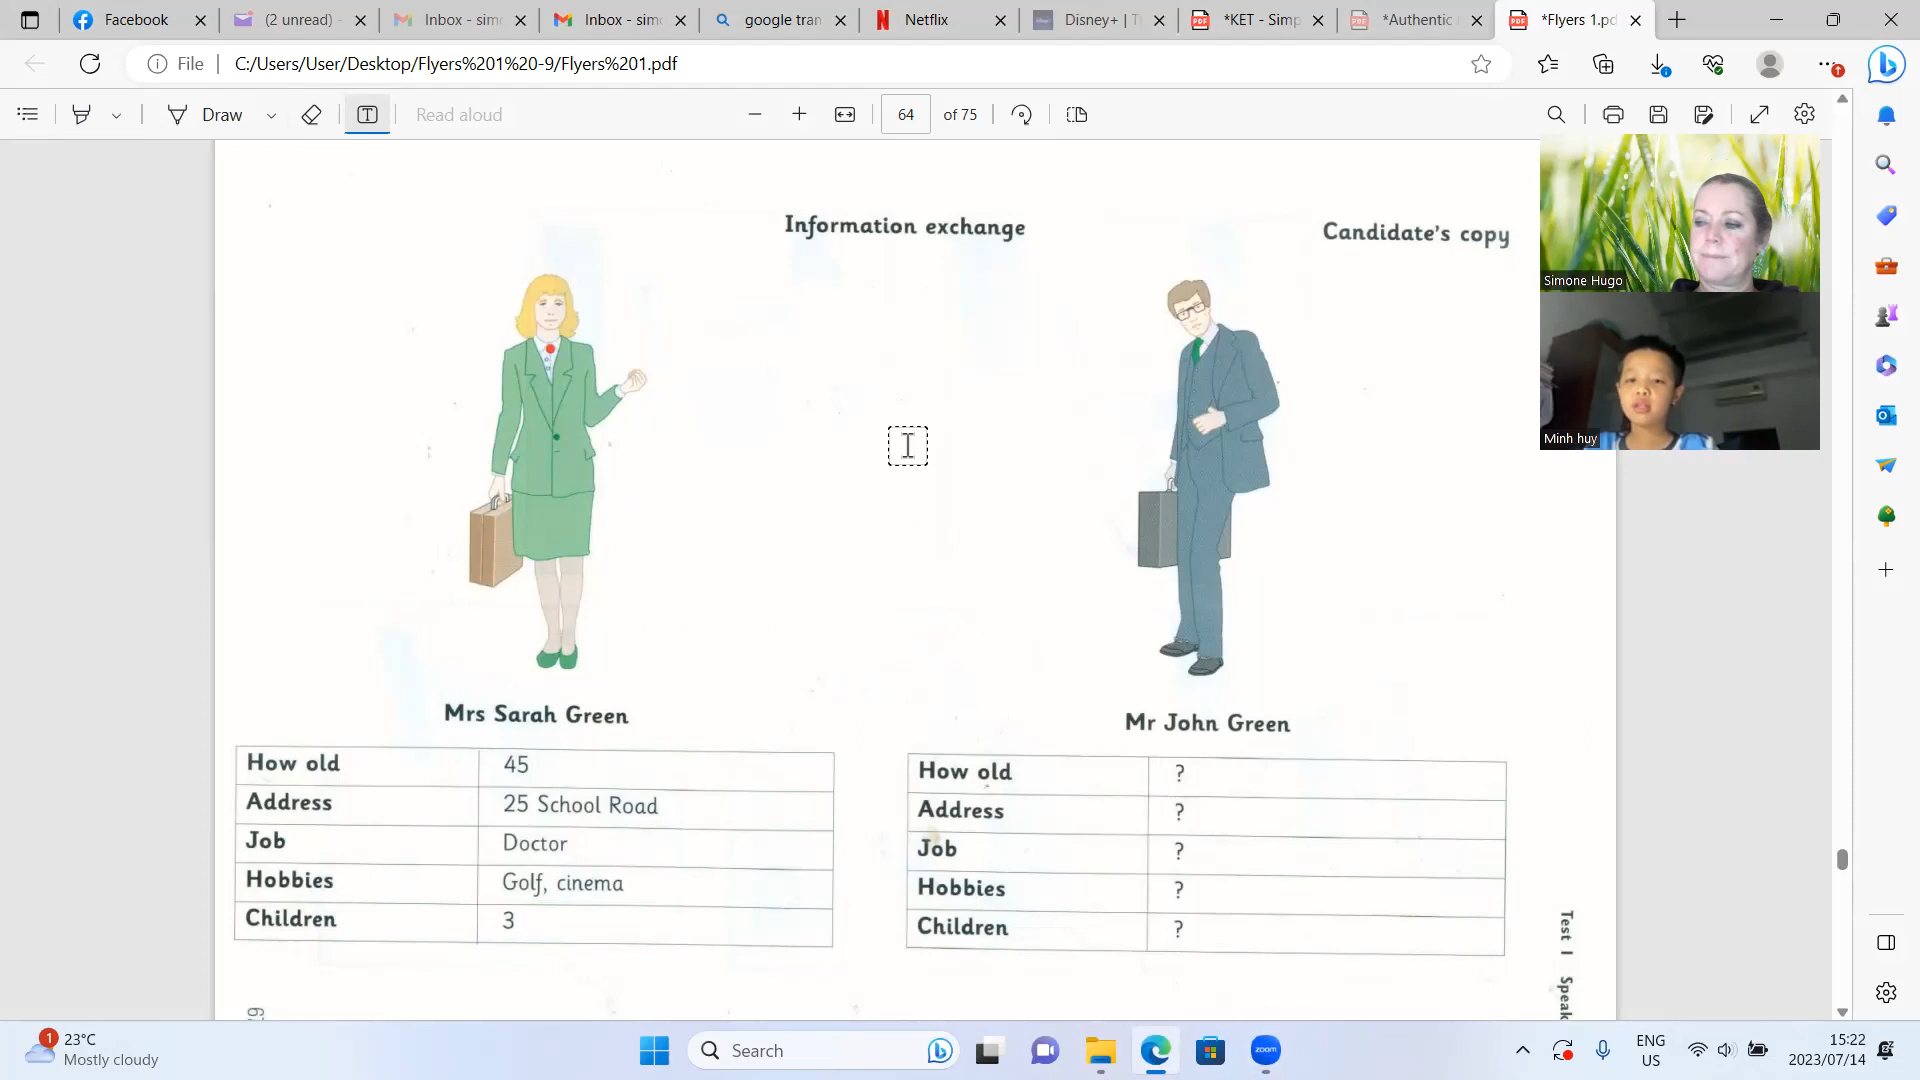 Facebook
(2 unread) -
Inbox - sim
Inbox - sim
google tran
Netflix
Disney+ | T
*KET - Simp
*Authentic
*Flyers 1.pd
File
C:/Users/User/Desktop/Flyers%201%20-9/Flyers%201.pdf
Draw
Read aloud
64
of 75
Information exchange
Candidate's copy
Simone Hugo
Minh huy
Mrs Sarah Green
Mr John Green
How old 45
Address 25 School Road
Job Doctor
Hobbies Golf, cinema
Children 3
How old ?
Address ?
Job ?
Hobbies ?
Children ?
Test 1 Speak
1
23°C
Mostly cloudy
Search
zoom
ENG
US
15:22
2023/07/14